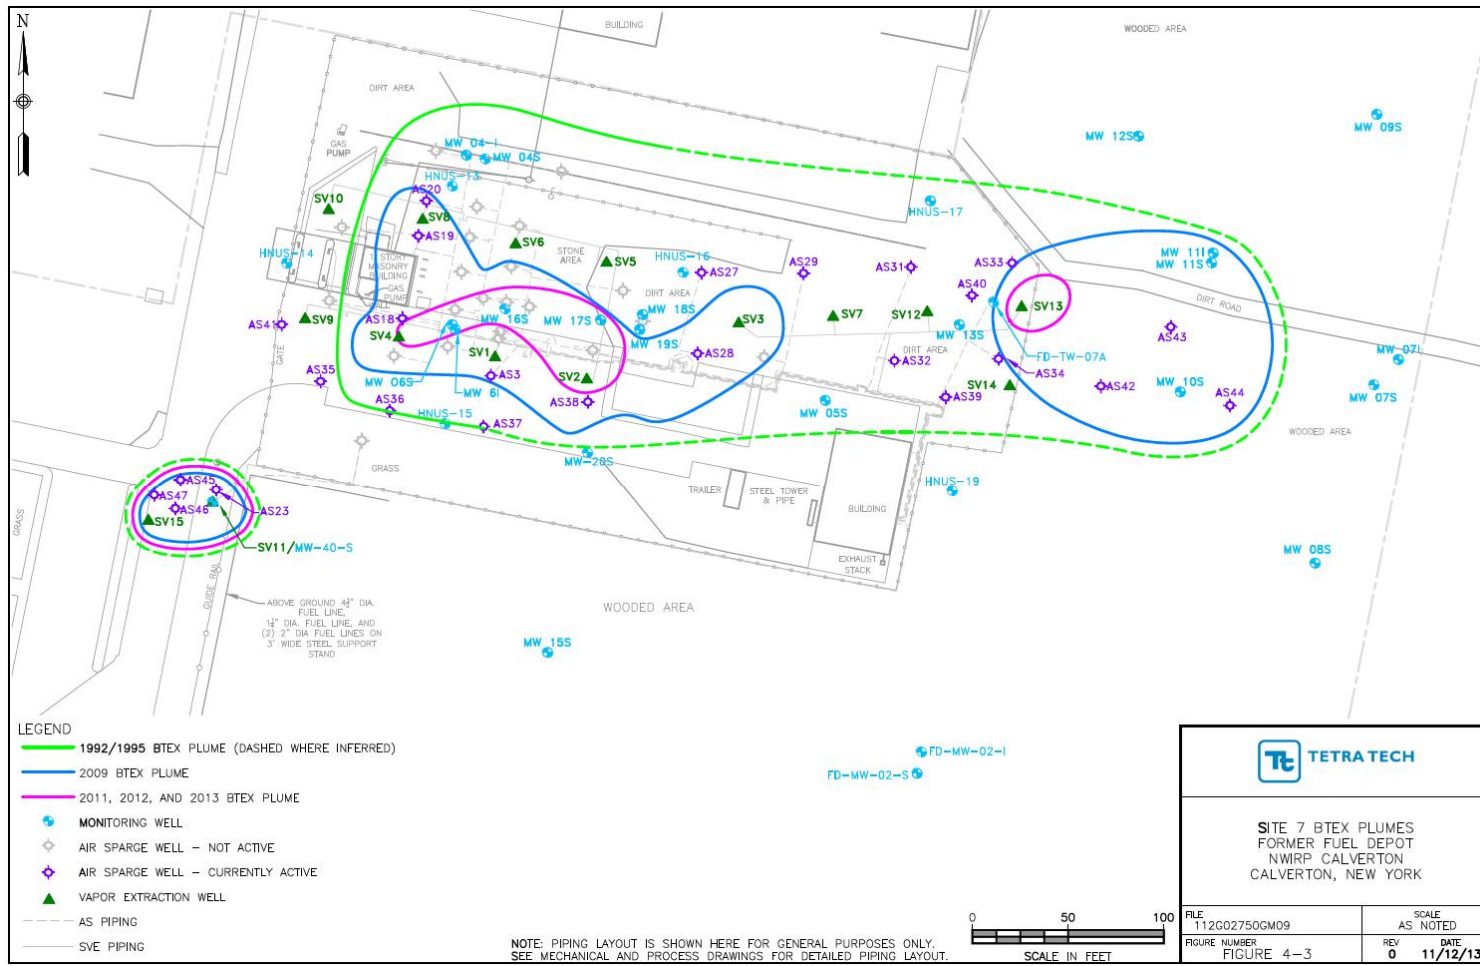 N
BUILDING
WOODED AREA
DIRT AREA
GAS
PUMP
MW 04-I
MW 04S
MW 12S
MW 09S
HNUS-13
AS20
SV10
SV8
AS19
SV6
HNUS-17
HNUS-14
1 STORY
MASONRY
BUILDING
STONE
AREA
SV5
HNUS-16
AS27
AS29
AS31
AS33
MW 11I
MW 11S
GAS
PUMP
DIRT AREA
AS40
SV13
DIRT ROAD
AS41
SV9
AS18
MW 16S
MW 17S
MW 18S
MW 19S
SV3
SV7
SV12
MW 13S
AS43
SV4
SV1
AS28
DIRT AREA
AS32
FD-TW-07A
MW 07I
GATE
AS35
MW 06S
MW 6I
AS3
SV2
AS34
SV14
AS42
MW 10S
MW 07S
AS36
HNUS-15
AS37
AS38
MW 05S
AS39
AS44
WOODED AREA
GRASS
MW-20S
AS45
AS47
AS46
AS23
SV15
SV11/MW-40-S
TRAILER
STEEL TOWER
& PIPE
BUILDING
HNUS-19
GRASS
EXHAUST
STACK
MW 08S
GUIDE RAIL
ABOVE GROUND 4½" DIA.
FUEL LINE,
1½" DIA. FUEL LINE, AND
(2) 2" DIA FUEL LINES ON
3' WIDE STEEL SUPPORT
STAND
WOODED AREA
MW 15S
FD-MW-02-I
FD-MW-02-S
LEGEND
1992/1995 BTEX PLUME (DASHED WHERE INFERRED)
2009 BTEX PLUME
2011, 2012, AND 2013 BTEX PLUME
MONITORING WELL
AIR SPARGE WELL - NOT ACTIVE
AIR SPARGE WELL - CURRENTLY ACTIVE
VAPOR EXTRACTION WELL
AS PIPING
SVE PIPING
NOTE: PIPING LAYOUT IS SHOWN HERE FOR GENERAL PURPOSES ONLY.
SEE MECHANICAL AND PROCESS DRAWINGS FOR DETAILED PIPING LAYOUT.
0 50 100
SCALE IN FEET
Tt TETRA TECH
SITE 7 BTEX PLUMES
FORMER FUEL DEPOT
NWIRP CALVERTON
CALVERTON, NEW YORK
FILE
112G02750GM09
SCALE
AS NOTED
FIGURE NUMBER
FIGURE 4-3
REV
0
DATE
11/12/13